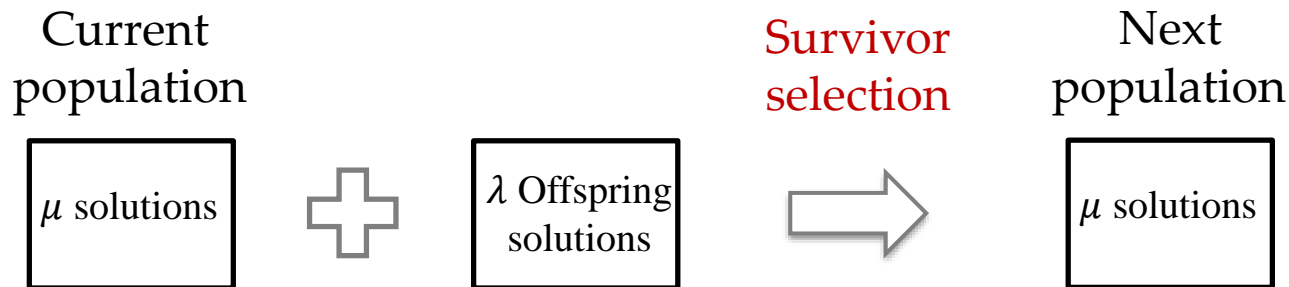 Current
population
Survivor
selection
Next
population
𝜇 solutions
𝜆 Offspring
solutions
𝜇 solutions